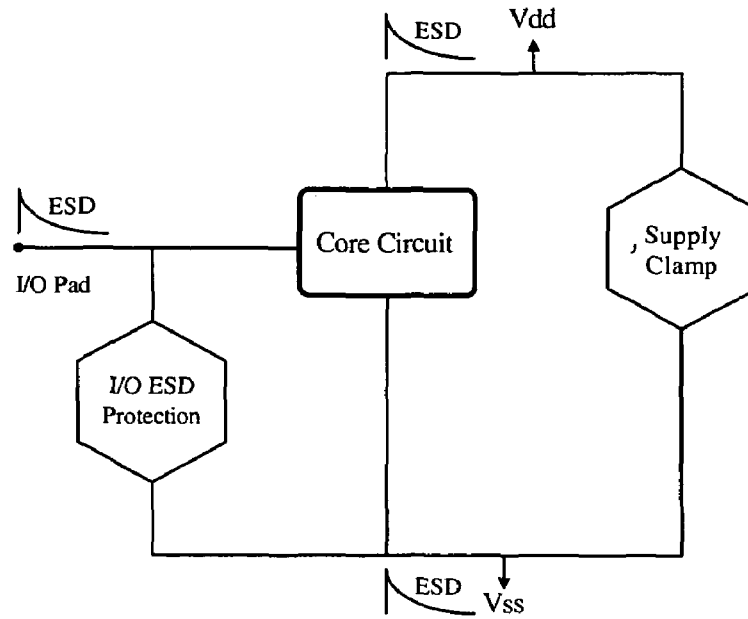 ESD
Vdd
ESD
Core Circuit
, Supply
Clamp
I/O Pad
I/O ESD
Protection
ESD
Vss